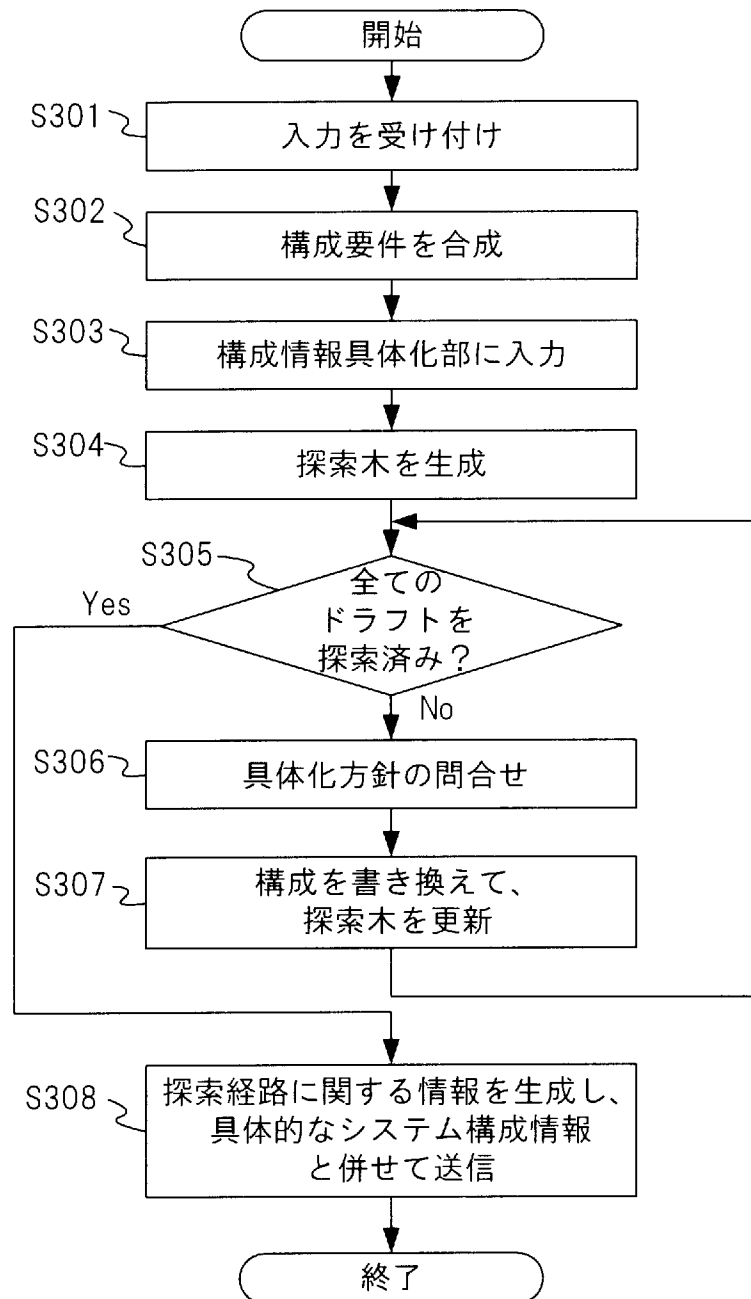 開始
S301
入力を受け付け
S302
構成要件を合成
S303
構成情報具体化部に入力
S304
探索木を生成
S305
全ての
ドラフトを
探索済み？
Yes
No
S306
具体化方針の問合せ
S307
構成を書き換えて、
探索木を更新
S308
探索経路に関する情報を生成し、
具体的なシステム構成情報
と併せて送信
終了